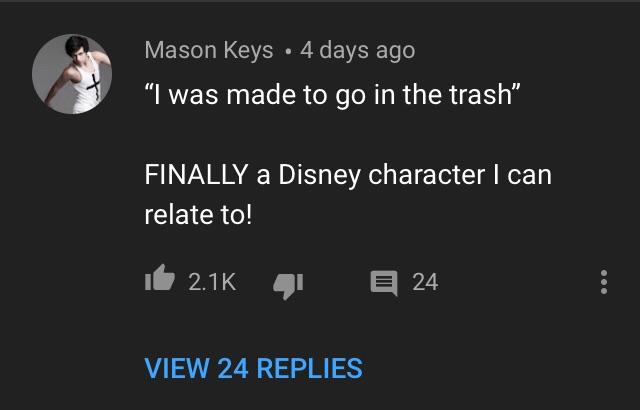 Mason Keys • 4 days ago
“I was made to go in the trash”
FINALLY a Disney character I can
relate to!
2.1K 24
VIEW 24 REPLIES